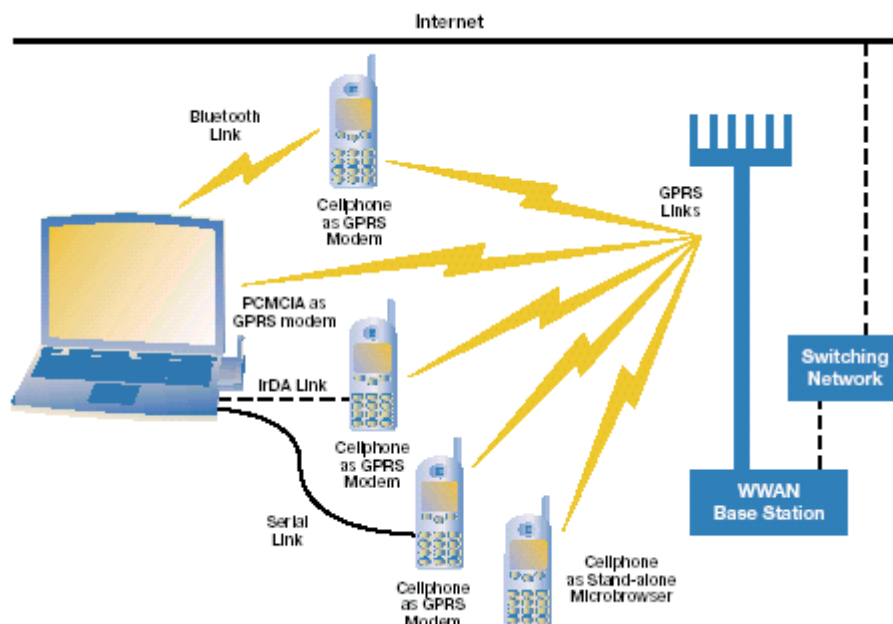 Internet
Bluetooth
Link
Cellphone
as GPRS
Modem
GPRS
Links
PCMCIA as
GPRS modem
IrDA Link
Cellphone
as GPRS
Modem
Serial
Link
Cellphone
as GPRS
Modem
Cellphone
as Stand-alone
Microbrowser
Switching
Network
WWAN
Base Station